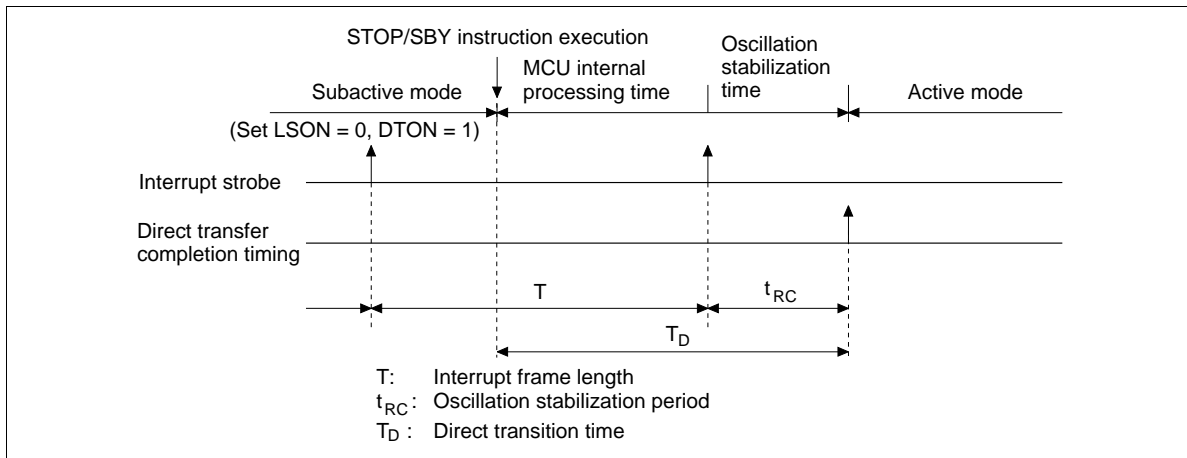 STOP/SBY instruction execution
Oscillation
stabilization
time
MCU internal
processing time
Subactive mode
Active mode
(Set LSON = 0, DTON = 1)
Interrupt strobe
Direct transfer
completion timing
T
tRC
TD
T: Interrupt frame length
tRC: Oscillation stabilization period
TD : Direct transition time